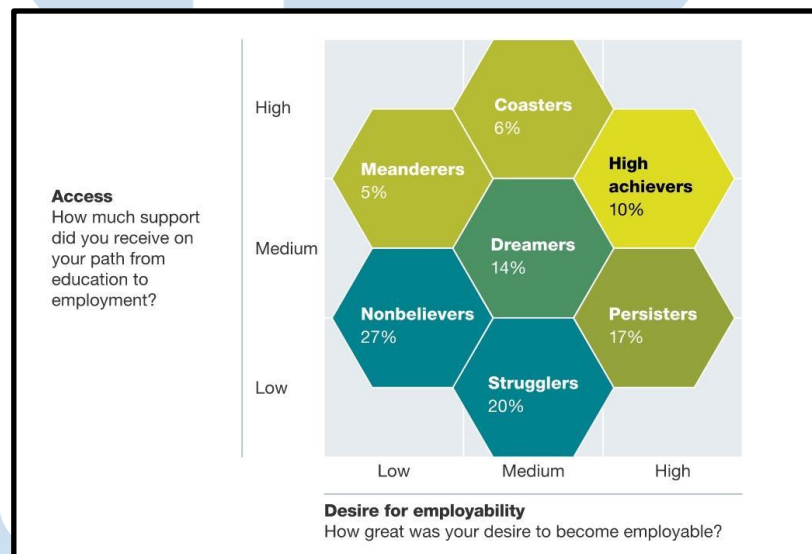 High
Medium
Low
Access
How much support
did you receive on
your path from
education to
employment?
Coasters
6%
Meanderers
5%
High
achievers
10%
Dreamers
14%
Nonbelievers
27%
Persisters
17%
Strugglers
20%
Low
Medium
High
Desire for employability
How great was your desire to become employable?